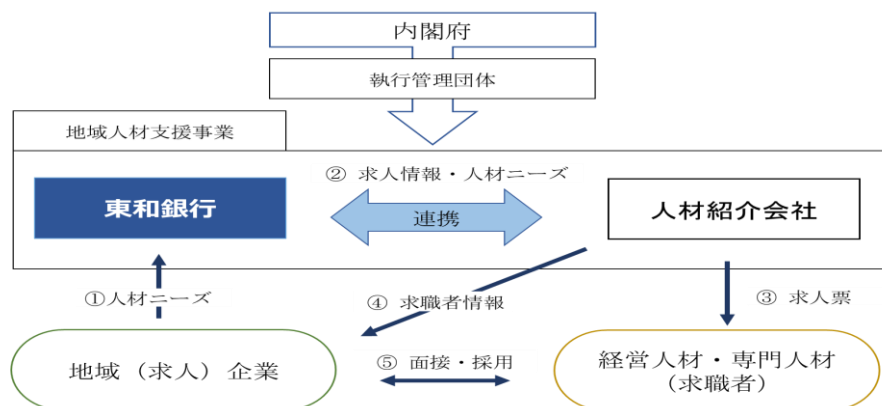 内閣府
執行管理団体
地域人材支援事業
② 求人情報・人材ニーズ
東和銀行
連携
人材紹介会社
①人材ニーズ
④ 求職者情報
③ 求人票
地域（求人）企業
⑤ 面接・採用
経営人材・専門人材
（求職者）